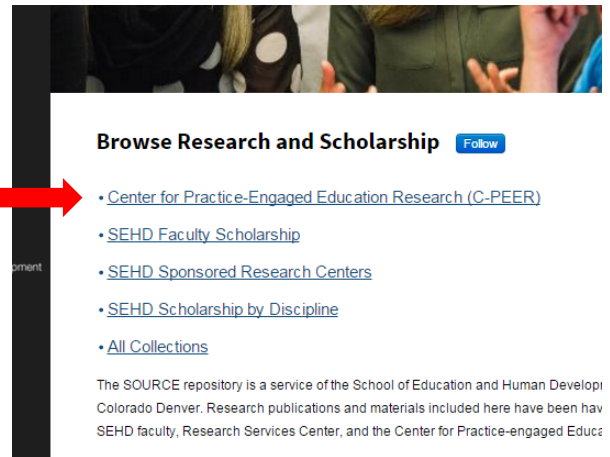 Browse Research and Scholarship Follow
• Center for Practice-Engaged Education Research (C-PEER)
• SEHD Faculty Scholarship
• SEHD Sponsored Research Centers
pment
• SEHD Scholarship by Discipline
• All Collections
The SOURCE repository is a service of the School of Education and Human Develop
Colorado Denver. Research publications and materials included here have been hav
SEHD faculty, Research Services Center, and the Center for Practice-engaged Educa